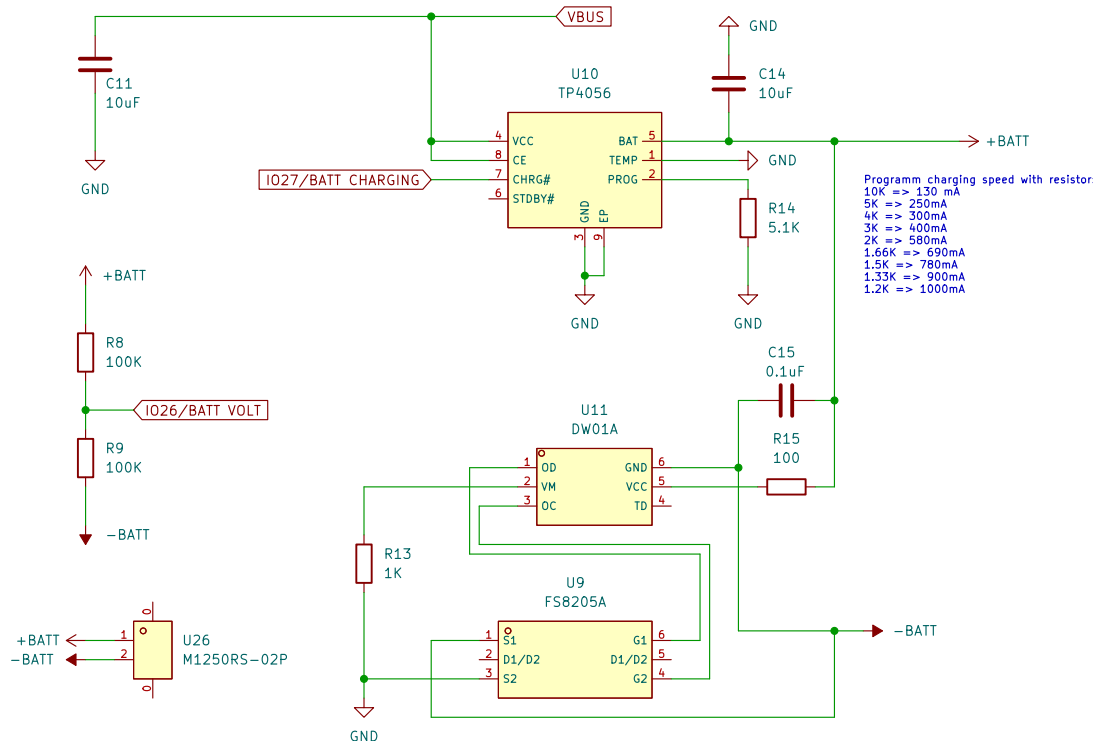 VBUS
GND
C11
10uF
GND
U10
TP4056
C14
10uF
4 VCC
8 CE
7 CHRG#
6 STDBY#
BAT 5
TEMP 1
PROG 2
GND
EP
3
9
IO27/BATT CHARGING
+BATT
GND
R14
5.1K
GND
GND
Programm charging speed with resistor:
10K => 130 mA
5K => 250mA
4K => 300mA
3K => 400mA
2K => 580mA
1.66K => 690mA
1.5K => 780mA
1.33K => 900mA
1.2K => 1000mA
+BATT
R8
100K
IO26/BATT VOLT
R9
100K
-BATT
C15
0.1uF
R15
100
U11
DW01A
1 OD
2 VM
3 OC
GND 6
VCC 5
TD 4
R13
1K
U9
FS8205A
1 S1
2 D1/D2
3 S2
G1 6
D1/D2 5
G2 4
-BATT
GND
0
+BATT 1
-BATT 2
0
U26
M1250RS-02P